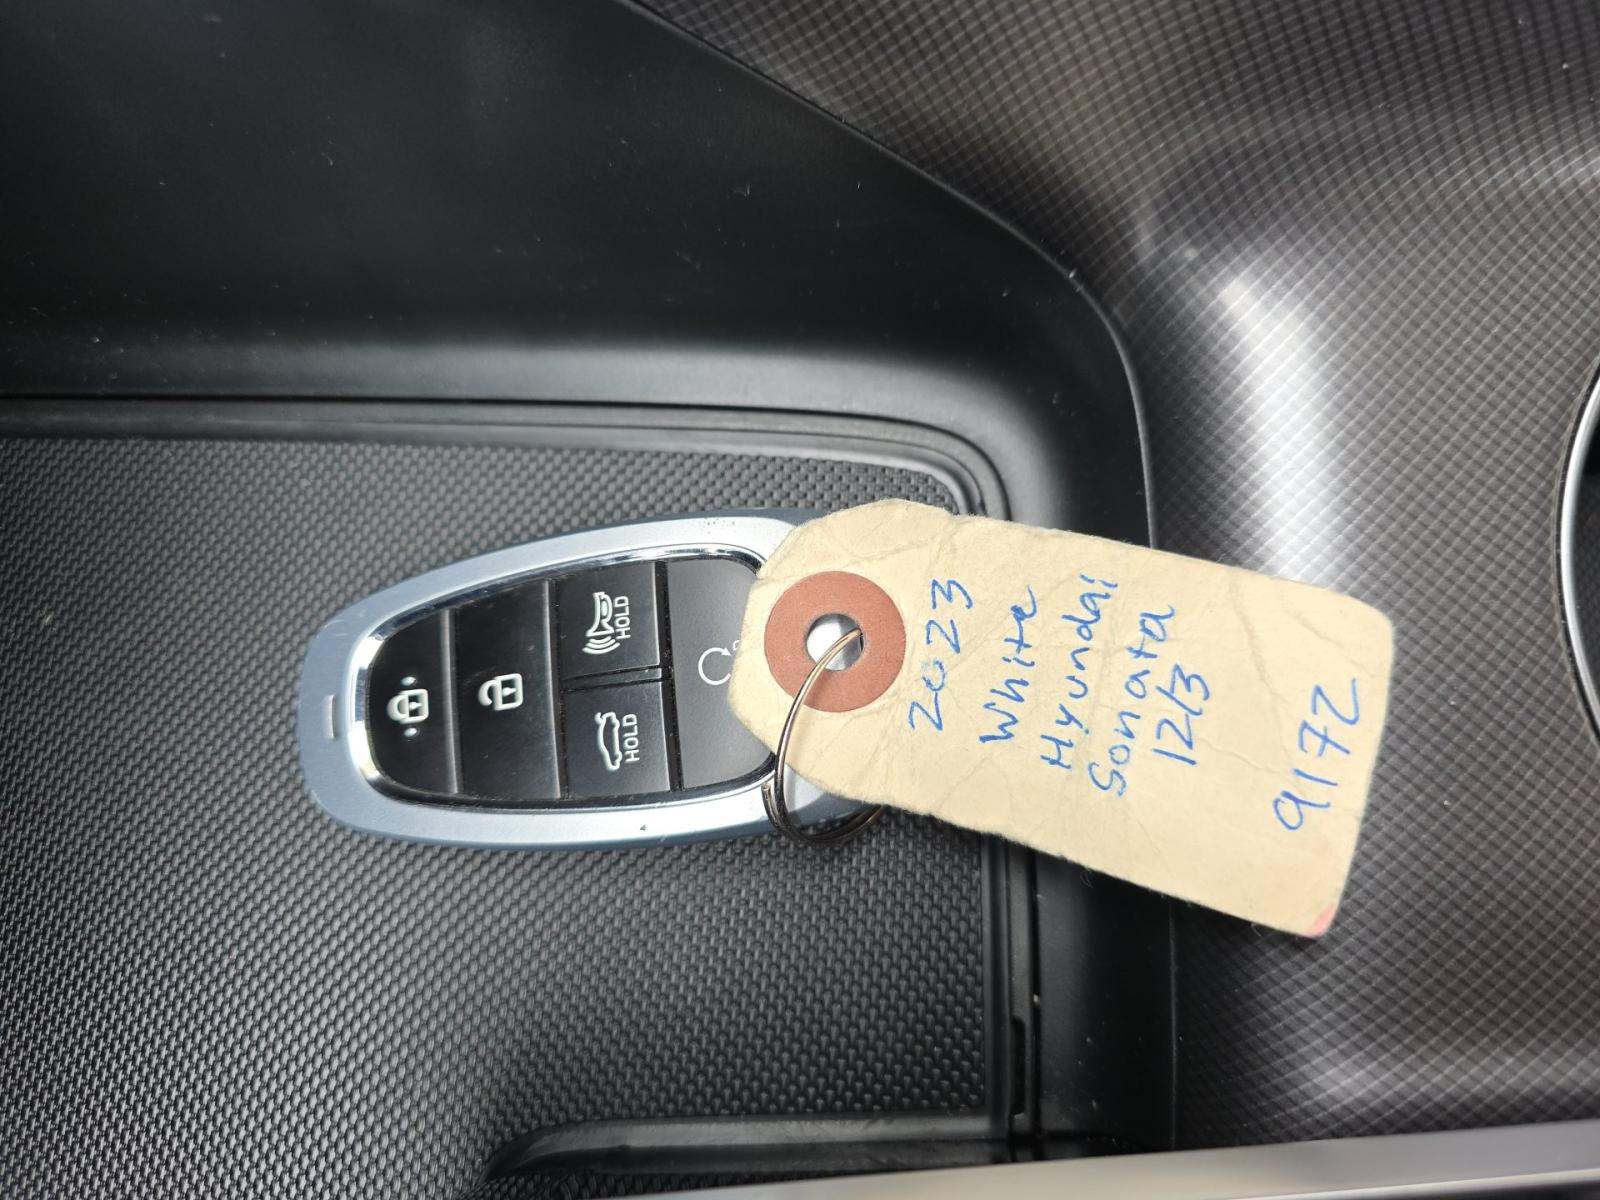 HOLD
HOLD
2023
White
Hyundai
Sonata
12/3
9172